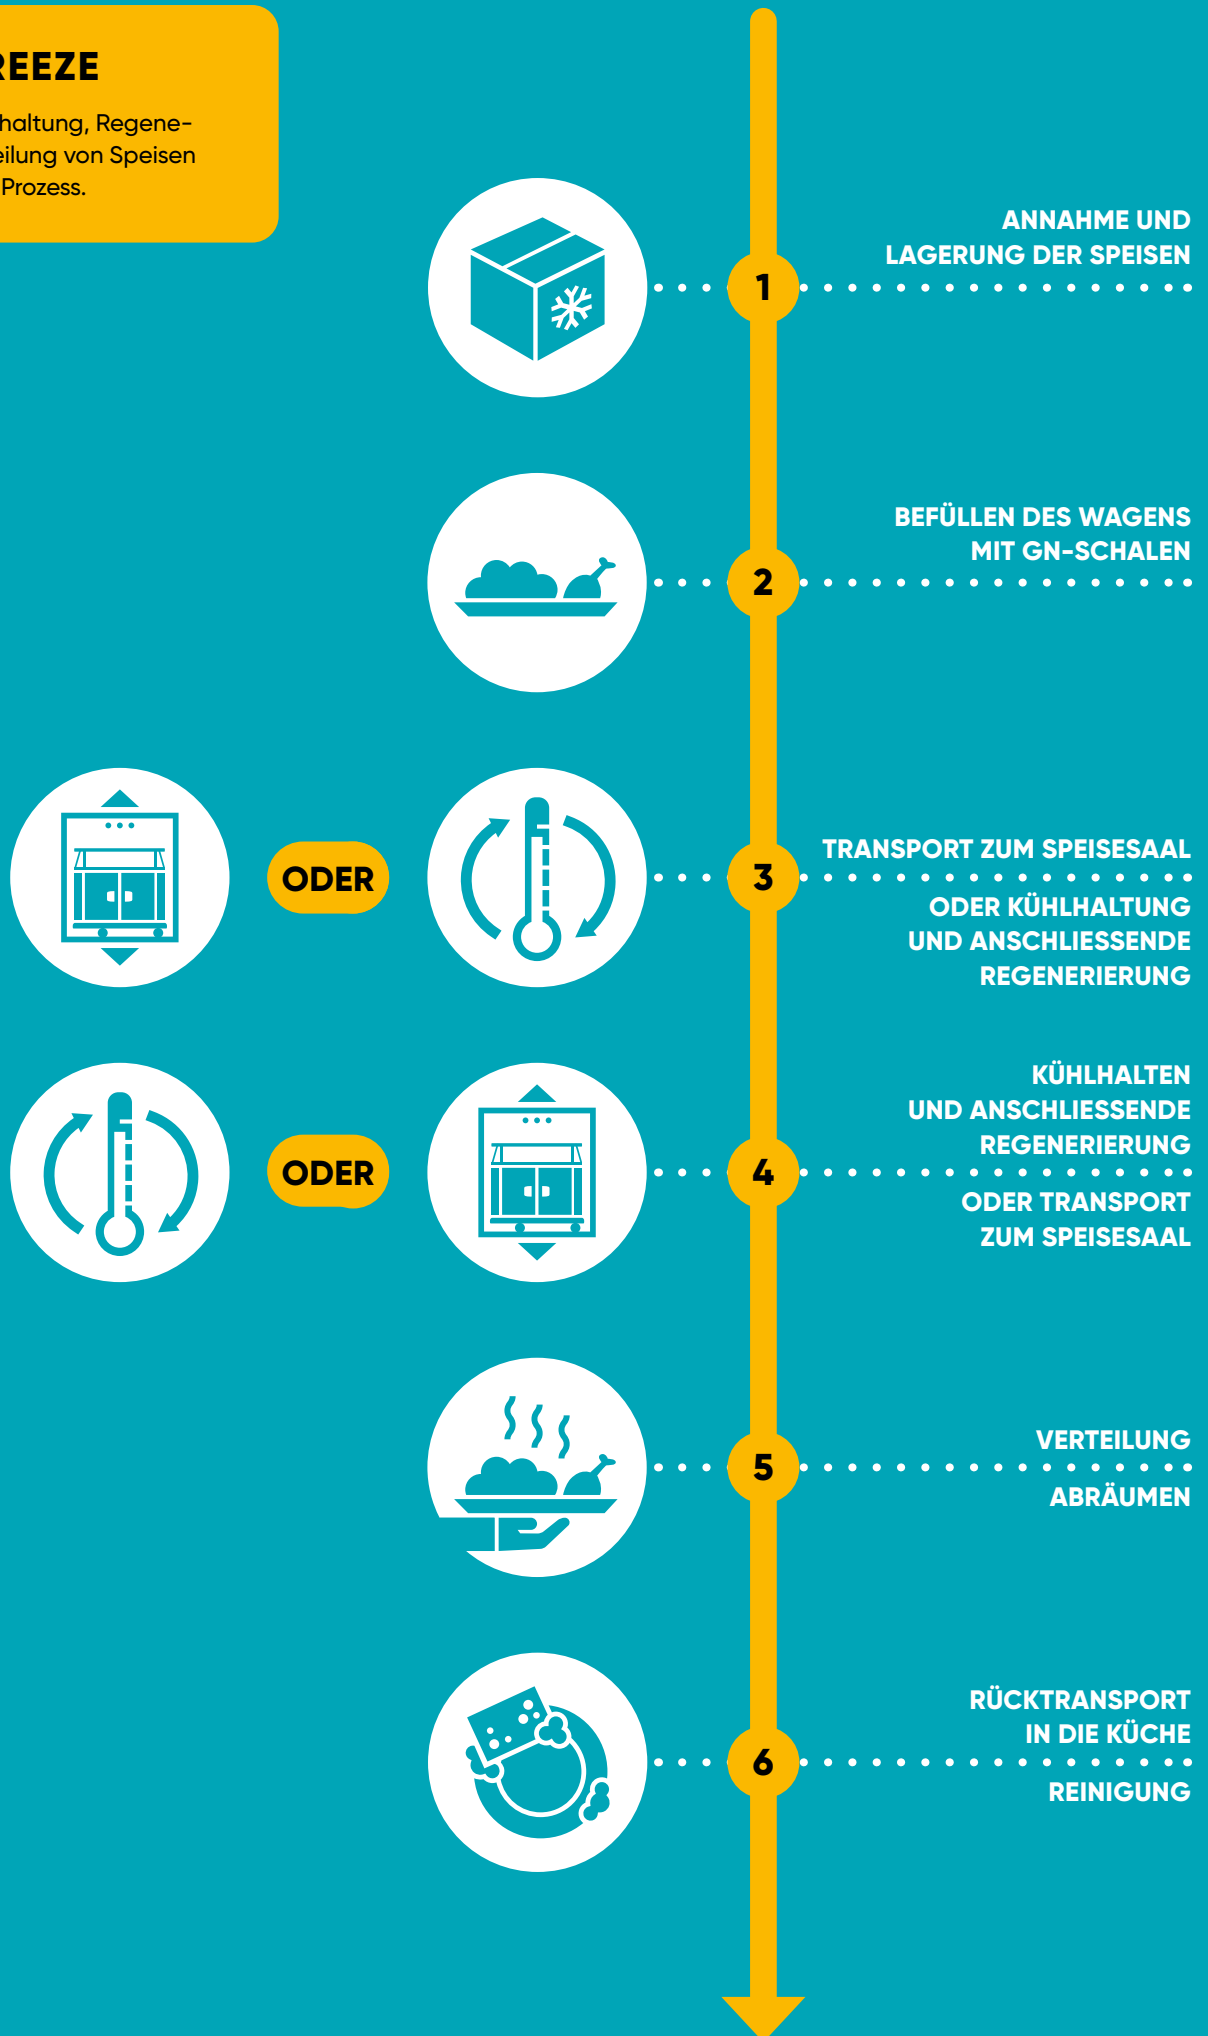 REEZE
haltung, Regene-
eilung von Speisen
Prozess.
ANNAHME UND
LAGERUNG DER SPEISEN
1
BEFÜLLEN DES WAGENS
MIT GN-SCHALEN
2
TRANSPORT ZUM SPEISESAAL
ODER
3
ODER KÜHLHALTUNG
UND ANSCHLIESSENDE
REGENERIERUNG
KÜHLHALTEN
UND ANSCHLIESSENDE
REGENERIERUNG
ODER
4
ODER TRANSPORT
ZUM SPEISESAAL
VERTEILUNG
5
ABRÄUMEN
RÜCKTRANSPORT
IN DIE KÜCHE
6
REINIGUNG